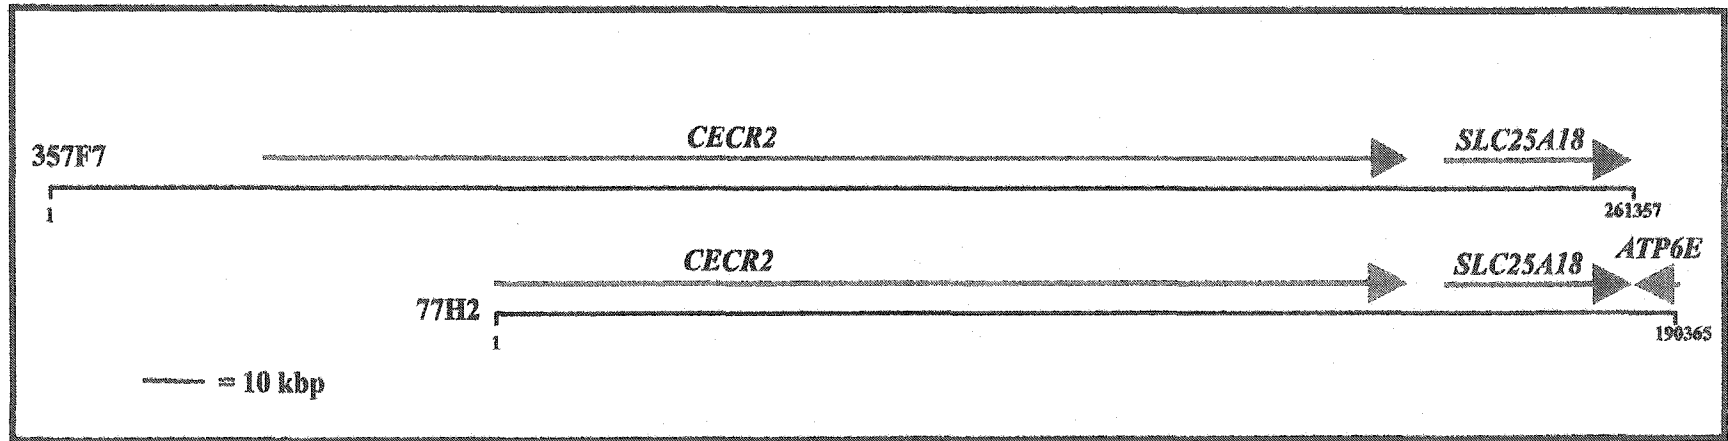 CECR2 SLC25A18
357F7
1 261357
CECR2 SLC25A18 ATP6E
77H2
1 190365
= 10 kbp